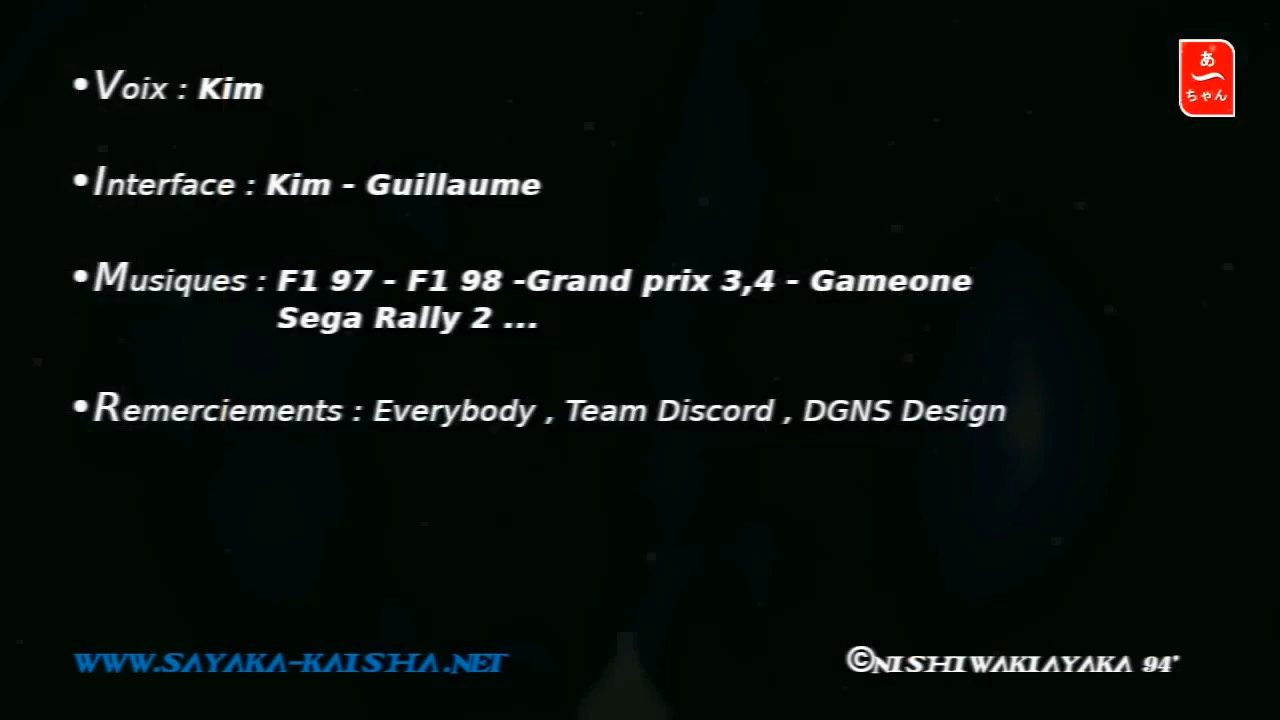 •Voix : Kim
あ
ー
ちゃん
•Interface : Kim - Guillaume
•Musiques : F1 97 - F1 98 -Grand prix 3,4 - Gameone
Sega Rally 2 ...
•Remerciements : Everybody , Team Discord , DGNS Design
WWW.SAYAKA-KAISHA.NET
©NISHIWAKIAYAKA 94'